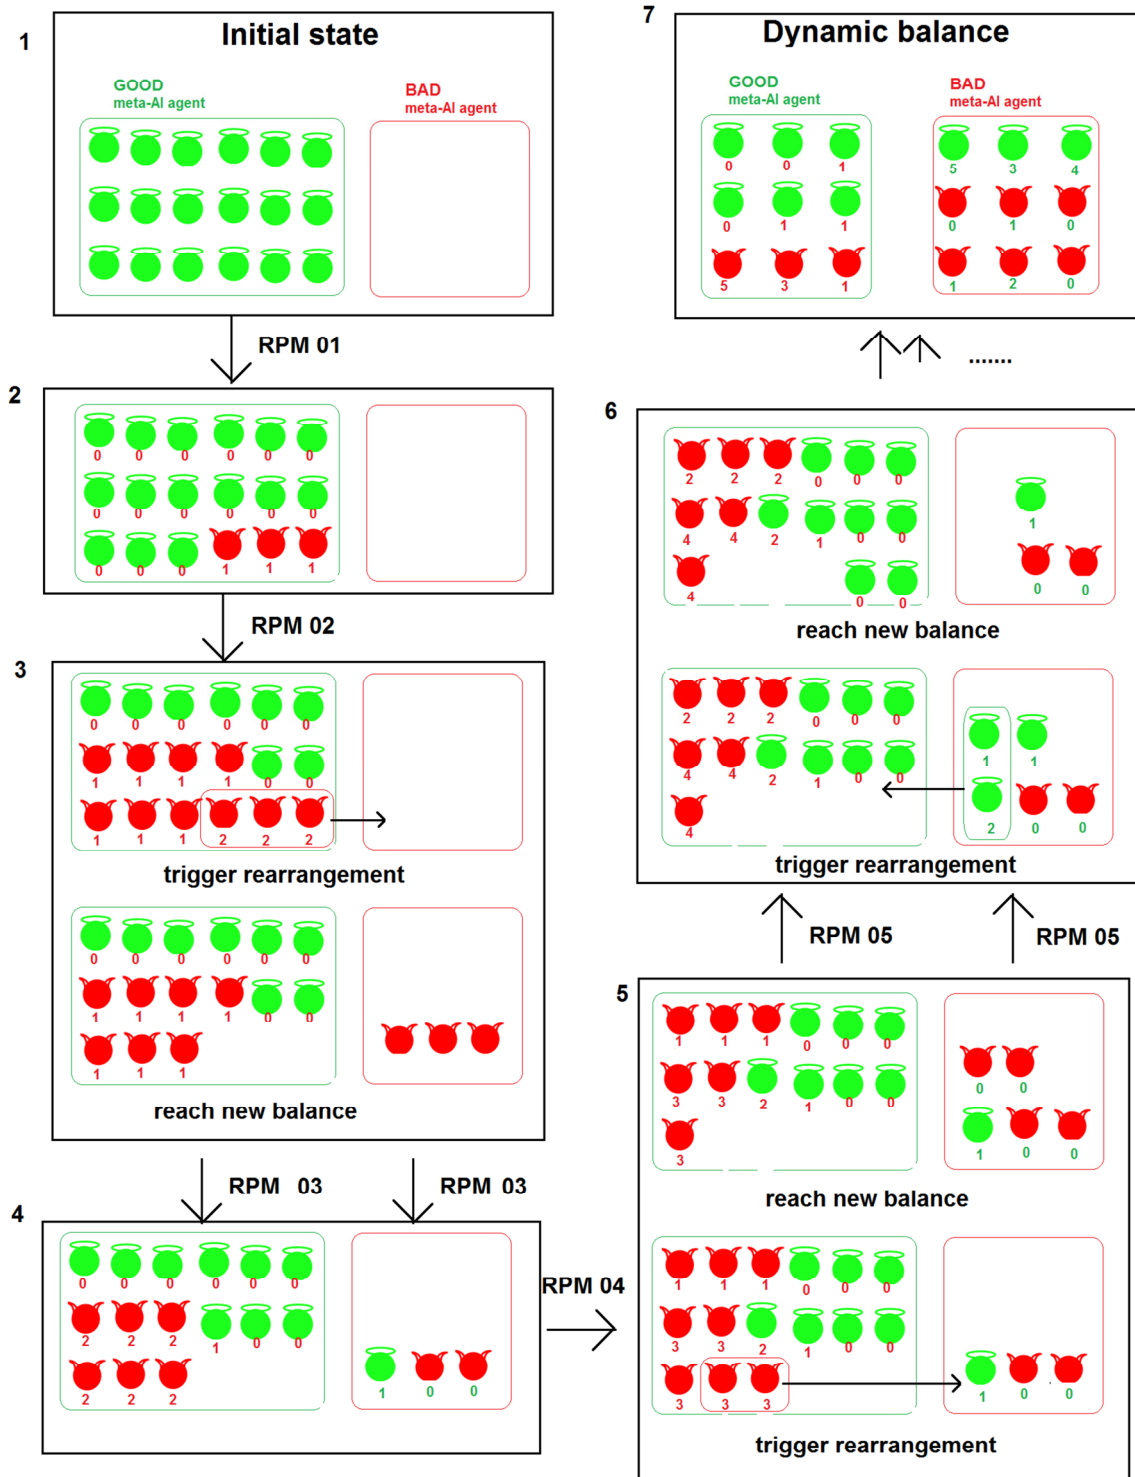 1
Initial state
GOOD
meta-AI agent
BAD
meta-AI agent
RPM 01
2
0 0 0 0 0 0
0 0 0 0 0 0
0 0 0 1 1 1
RPM 02
3
0 0 0 0 0 0
1 1 1 1 0 0
1 1 1 2 2 2
trigger rearrangement
0 0 0 0 0 0
1 1 1 1 0 0
1 1 1
reach new balance
RPM 03
RPM 03
4
0 0 0 0 0 0
2 2 2 1 0 0
2 2 2
1 0 0
RPM 04
5
1 1 1 0 0 0
3 3 2 1 0 0
3
0 0
1 0 0
reach new balance
1 1 1 0 0 0
3 3 2 1 0 0
3 3 3
1 0 0
trigger rearrangement
RPM 05
RPM 05
6
2 2 2 0 0 0
4 4 2 1 0 0
4 0 0
1
0 0
reach new balance
2 2 2 0 0 0
4 4 2 1 0 0
4
1 1
2 0 0
trigger rearrangement
.......
7
Dynamic balance
GOOD
meta-AI agent
BAD
meta-AI agent
0 0 1
0 1 1
5 3 1
5 3 4
0 1 0
1 2 0